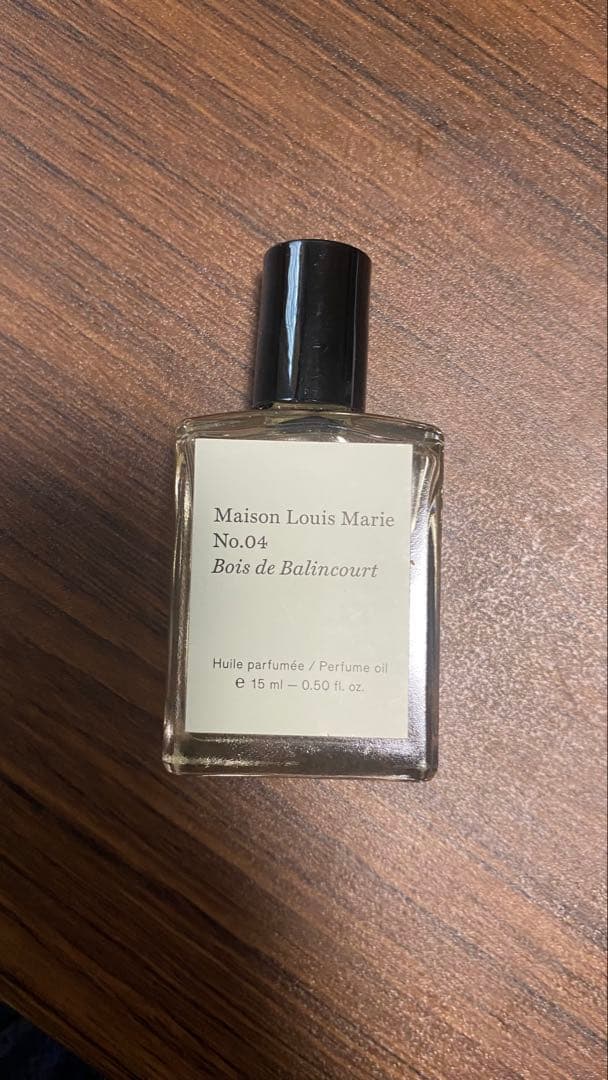 Maison Louis Marie
No.04
Bois de Balincourt
Huile parfumée / Perfume oil
℮ 15 ml – 0.50 fl. oz.